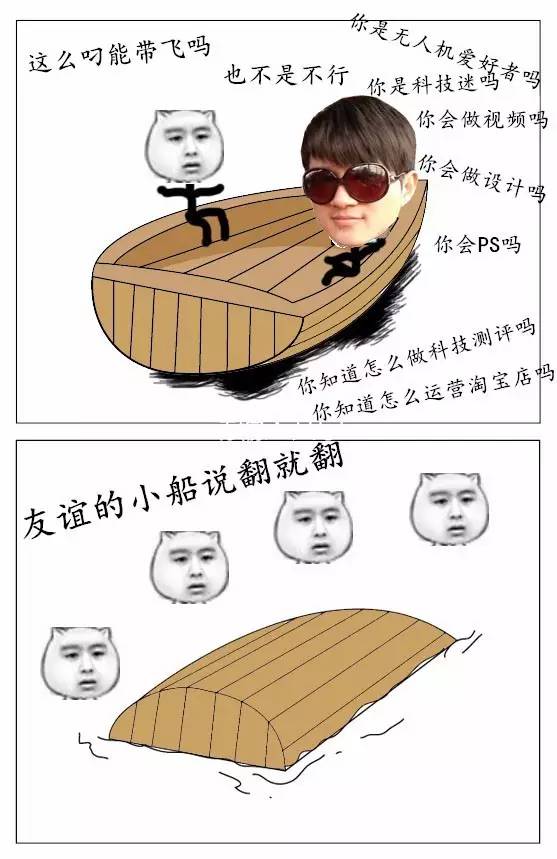 这么叼能带飞吗
也不是不行
你是无人机爱好者吗
你是科技迷吗
你会做视频吗
你会做设计吗
你会PS吗
你知道怎么做科技测评吗
你知道怎么运营淘宝店吗
友谊的小船说翻就翻